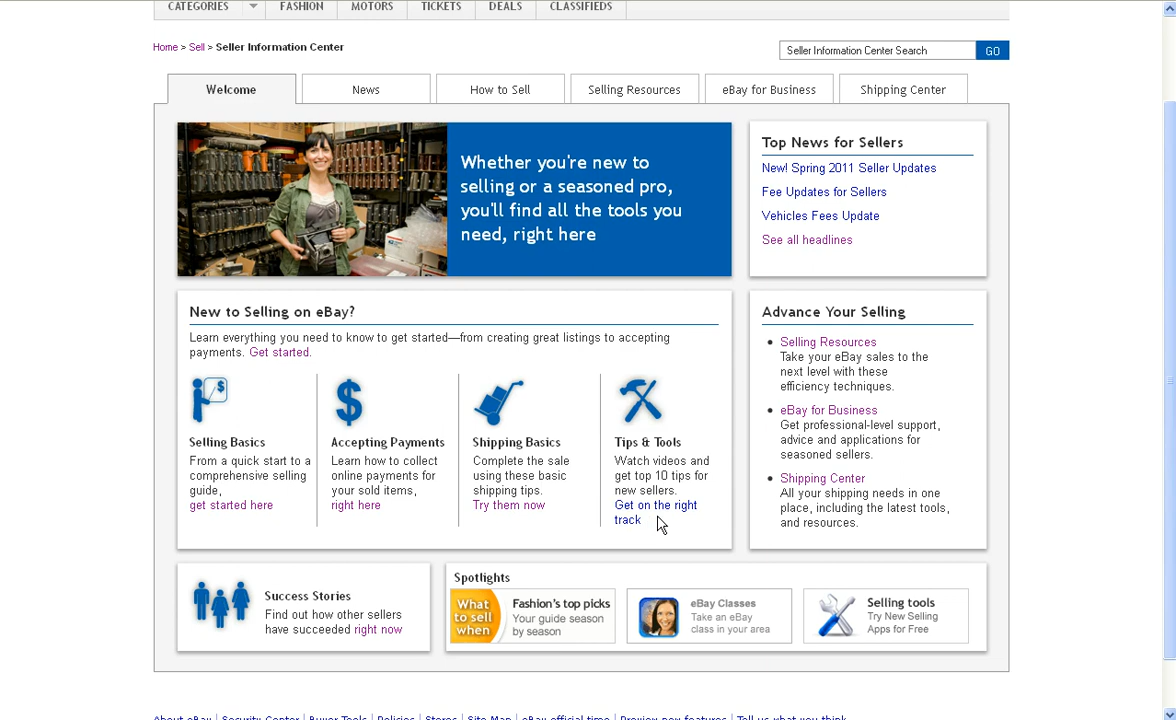 CATEGORIES FASHION MOTORS TICKETS DEALS CLASSIFIEDS
Home > Sell > Seller Information Center
Seller Information Center Search GO
Welcome News How to Sell Selling Resources eBay for Business Shipping Center
Whether you're new to
selling or a seasoned pro,
you'll find all the tools you
need, right here
Top News for Sellers
New! Spring 2011 Seller Updates
Fee Updates for Sellers
Vehicles Fees Update
See all headlines
New to Selling on eBay?
Learn everything you need to know to get started—from creating great listings to accepting
payments. Get started.
Selling Basics
From a quick start to a
comprehensive selling
guide,
get started here
Accepting Payments
Learn how to collect
online payments for
your sold items,
right here
Shipping Basics
Complete the sale
using these basic
shipping tips.
Try them now
Tips & Tools
Watch videos and
get top 10 tips for
new sellers.
Get on the right
track
Advance Your Selling
• Selling Resources
Take your eBay sales to the
next level with these
efficiency techniques.
• eBay for Business
Get professional-level support,
advice and applications for
seasoned sellers.
• Shipping Center
All your shipping needs in one
place, including the latest tools,
and resources.
Success Stories
Find out how other sellers
have succeeded right now
Spotlights
What
to sell
when
Fashion's top picks
Your guide season
by season
eBay Classes
Take an eBay
class in your area
Selling tools
Try New Selling
Apps for Free
About eBay | Security Center | Buyer Tools | Policies | Stores | Site Map | eBay official time | Preview new features | Tell us what you think